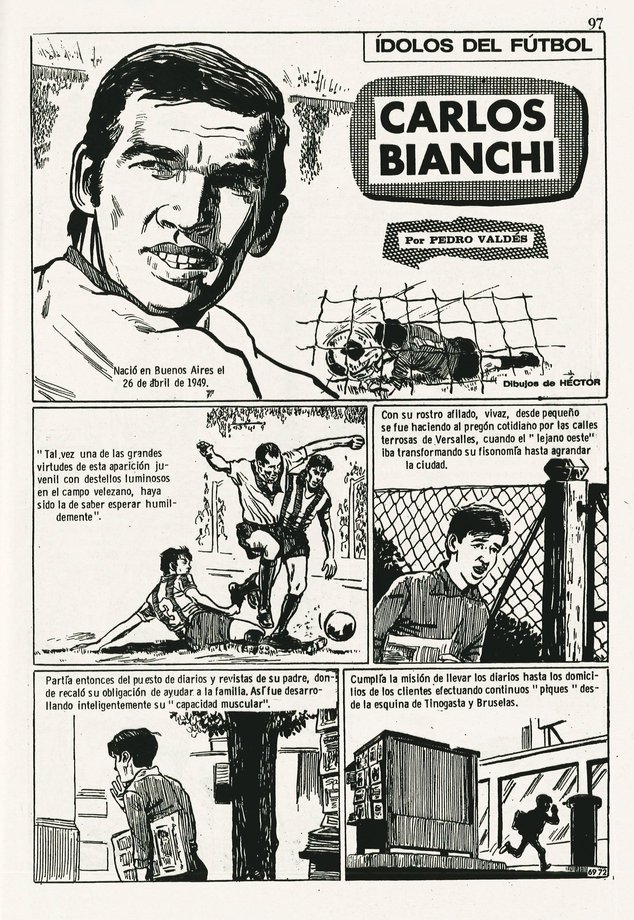 97
ÍDOLOS DEL FÚTBOL
CARLOS
BIANCHI
Por PEDRO VALDÉS
Nació en Buenos Aires el
26 de abril de 1949.
Dibujos de HÉCTOR
"Tal vez una de las grandes
virtudes de esta aparición ju-
venil con destellos luminosos
en el campo velezano, haya
sido la de saber esperar humil-
demente".
Con su rostro afilado, vivaz, desde pequeño
se fue haciendo al pregón cotidiano por las calles
terrosas de Versalles, cuando el " lejano oeste"
iba transformando su fisonomía hasta agrandar
la ciudad.
Partía entonces del puesto de diarios y revistas de su padre, don-
de recaló su obligación de ayudar a la familia. Así fue desarro-
llando inteligentemente su " capacidad muscular".
Cumplía la misión de llevar los diarios hasta los domici-
lios de los clientes efectuando continuos " piques " des-
de la esquina de Tinogasta y Bruselas.
6972